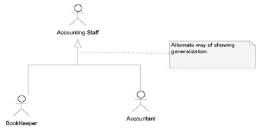 Accounting Staff
Alternate way of showing
generalization.
BookKeeper
Accountant